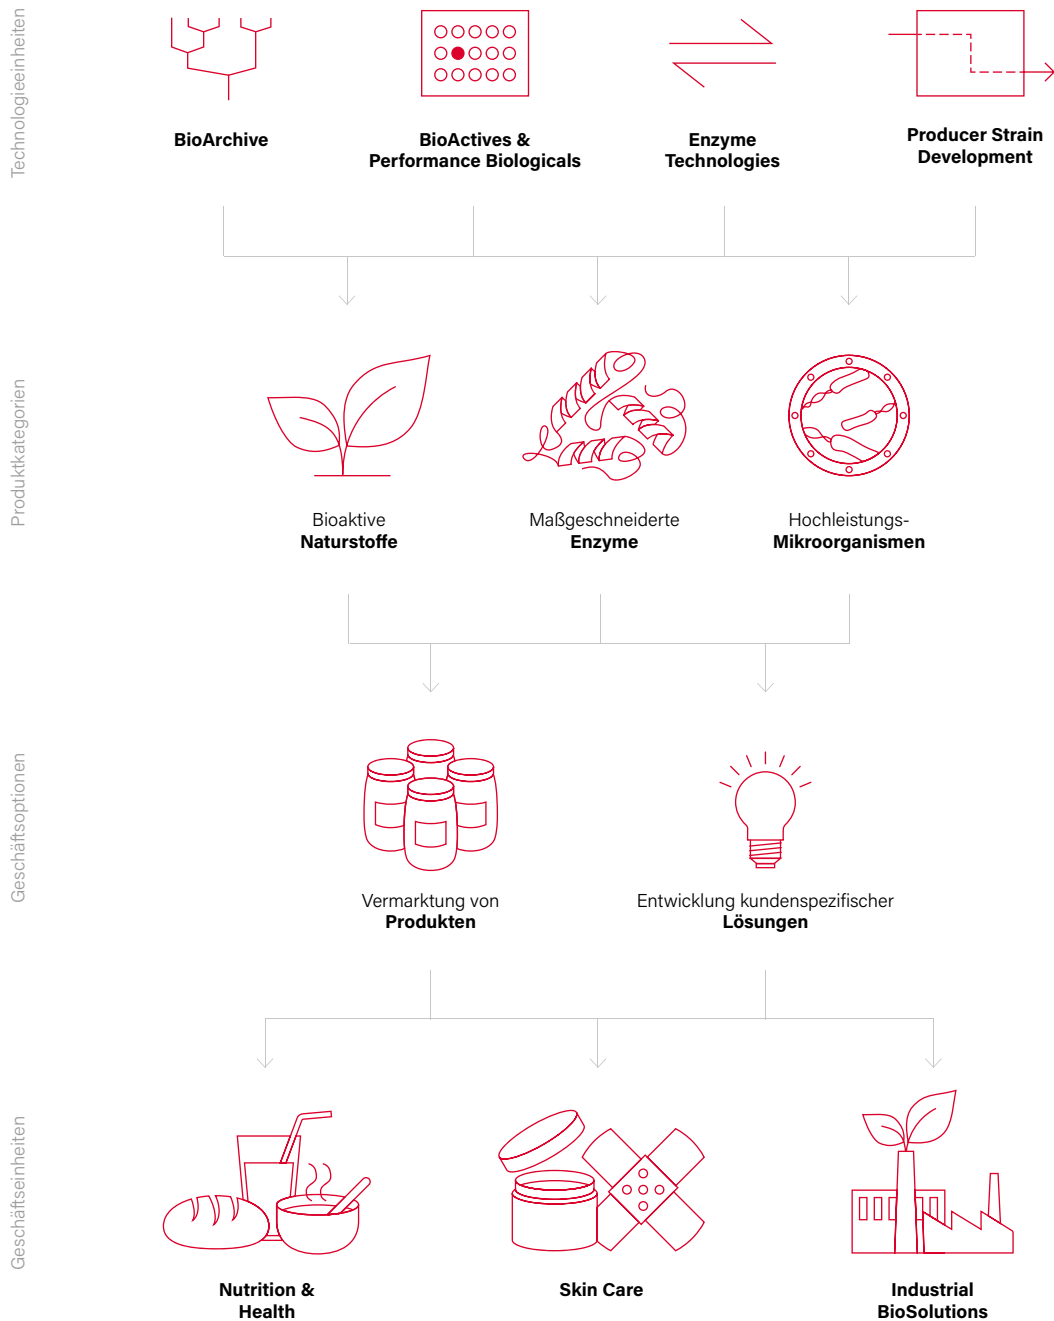 Technologieeinheiten
BioArchive
BioActives &
Performance Biologicals
Enzyme
Technologies
Producer Strain
Development
Produktkategorien
Bioaktive
Naturstoffe
Maßgeschneiderte
Enzyme
Hochleistungs-
Mikroorganismen
Geschäftsoptionen
Vermarktung von
Produkten
Entwicklung kundenspezifischer
Lösungen
Geschäftseinheiten
Nutrition &
Health
Skin Care
Industrial
BioSolutions